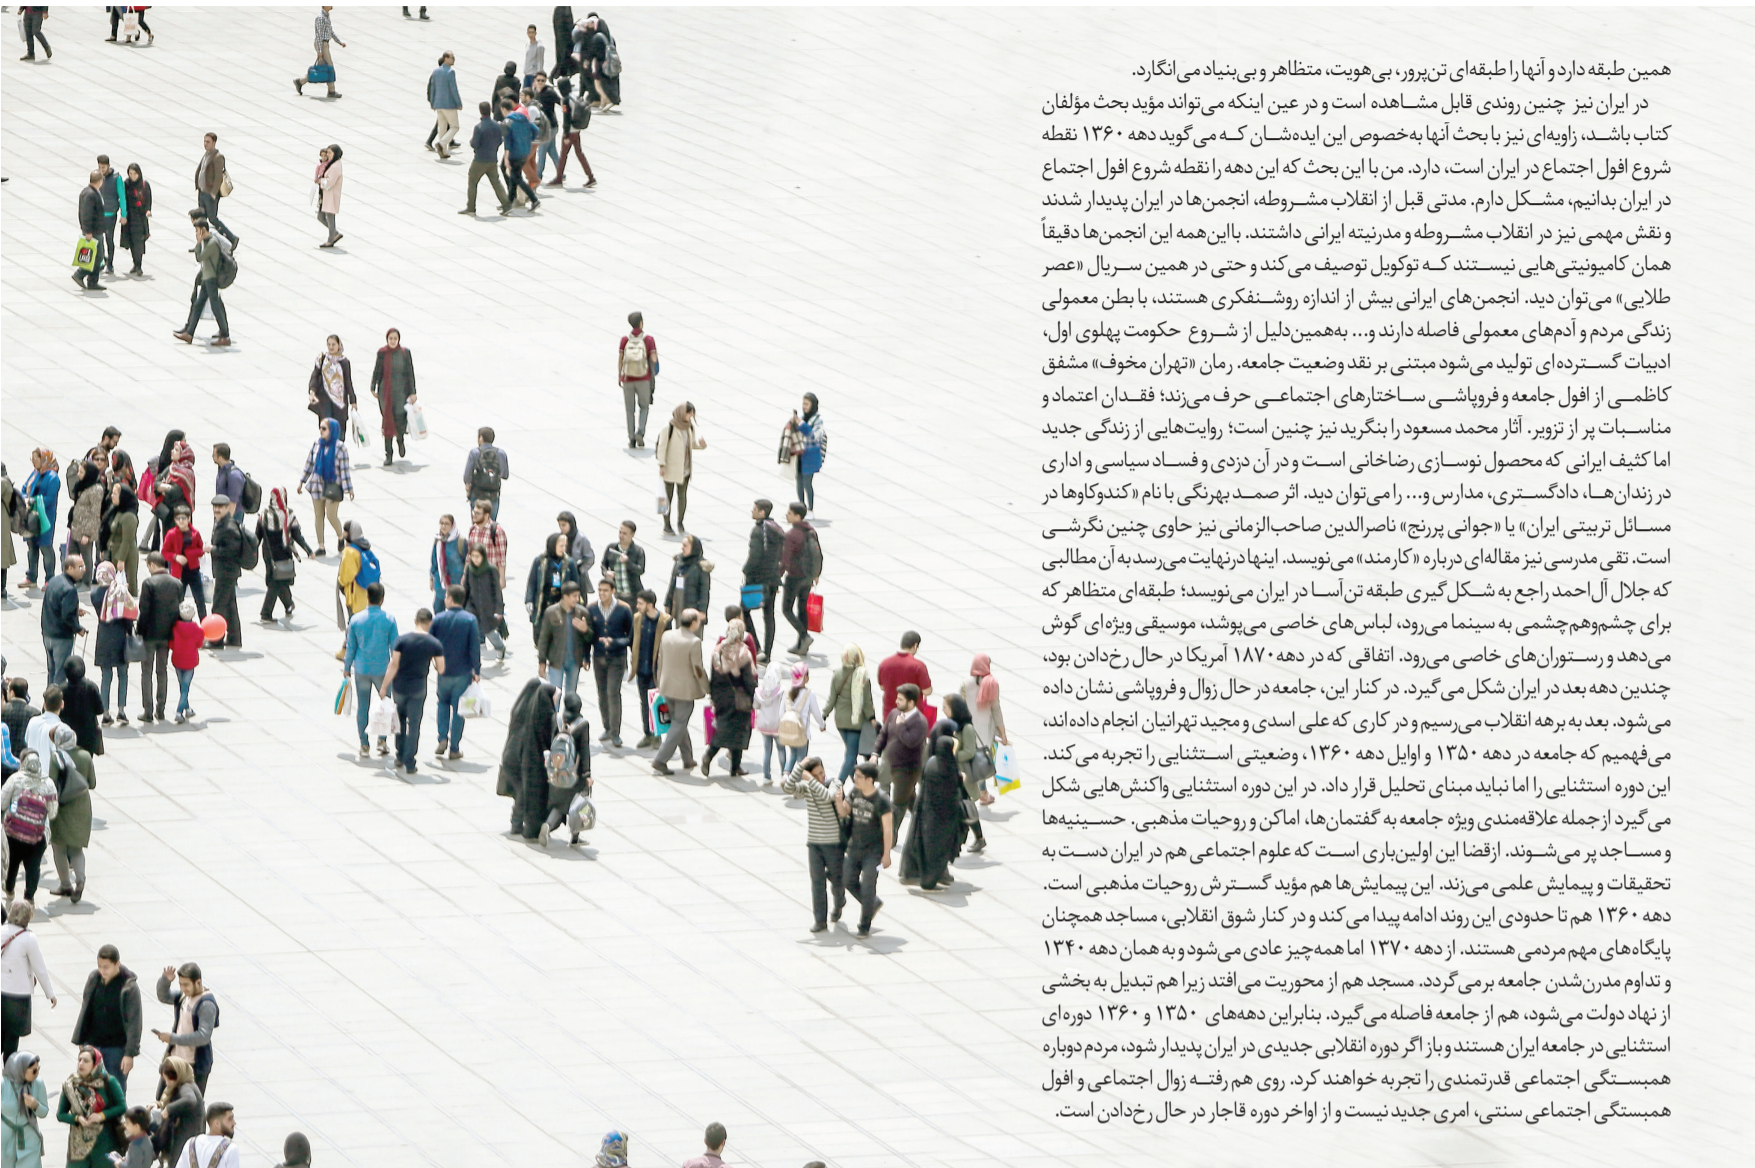 همین طبقه دارد و آنها را طبقه‌ای تن‌پرور، بی‌هویت، متظاهر و بی‌بنیاد می‌انگارد.
در ایران نیز چنین روندی قابل مشاهده است و در عین اینکه می‌تواند مؤید بحث مؤلفان
کتاب باشد، زاویه‌ای نیز با بحث آنها به‌خصوص این ایده‌شان که می‌گوید دهه ۱۳۶۰ نقطه
شروع افول اجتماع در ایران است، دارد. من با این بحث که این دهه را نقطه شروع افول اجتماع
در ایران بدانیم، مشکل دارم. مدتی قبل از انقلاب مشروطه، انجمن‌ها در ایران پدیدار شدند
و نقش مهمی نیز در انقلاب مشروطه و مدرنیته ایرانی داشتند. بااین‌همه این انجمن‌ها دقیقاً
همان کامیونیتی‌هایی نیستند که توکویل توصیف می‌کند و حتی در همین سریال «عصر
طلایی» می‌توان دید. انجمن‌های ایرانی بیش از اندازه روشنفکری هستند، با بطن معمولی
زندگی مردم و آدم‌های معمولی فاصله دارند و... به‌همین‌دلیل از شروع حکومت پهلوی اول،
ادبیات گسترده‌ای تولید می‌شود مبتنی بر نقد وضعیت جامعه. رمان «تهران مخوف» مشفق
کاظمی از افول جامعه و فروپاشی ساختارهای اجتماعی حرف می‌زند؛ فقدان اعتماد و
مناسبات پر از تزویر. آثار محمد مسعود را بنگرید نیز چنین است؛ روایت‌هایی از زندگی جدید
اما کثیف ایرانی که محصول نوسازی رضاخانی است و در آن دزدی و فساد سیاسی و اداری
در زندان‌ها، دادگستری، مدارس و... را می‌توان دید. اثر صمد بهرنگی با نام «کندوکاوها در
مسائل تربیتی ایران» یا «جوانی پررنج» ناصرالدین صاحب‌الزمانی نیز حاوی چنین نگرشی
است. تقی مدرسی نیز مقاله‌ای درباره «کارمند» می‌نویسد. اینها درنهایت می‌رسد به آن مطالبی
که جلال آل‌احمد راجع به شکل‌گیری طبقه تن‌آسا در ایران می‌نویسد؛ طبقه‌ای متظاهر که
برای چشم‌وهم‌چشمی به سینما می‌رود، لباس‌های خاصی می‌پوشد، موسیقی ویژه‌ای گوش
می‌دهد و رستوران‌های خاصی می‌رود. اتفاقی که در دهه ۱۸۷۰ آمریکا در حال رخ‌دادن بود،
چندین دهه بعد در ایران شکل می‌گیرد. در کنار این، جامعه در حال زوال و فروپاشی نشان داده
می‌شود. بعد به برهه انقلاب می‌رسیم و در کاری که علی اسدی و مجید تهرانیان انجام داده‌اند،
می‌فهمیم که جامعه در دهه ۱۳۵۰ و اوایل دهه ۱۳۶۰، وضعیتی استثنایی را تجربه می‌کند.
این دوره استثنایی را اما نباید مبنای تحلیل قرار داد. در این دوره استثنایی واکنش‌هایی شکل
می‌گیرد ازجمله علاقه‌مندی ویژه جامعه به گفتمان‌ها، اماکن و روحیات مذهبی. حسینیه‌ها
و مساجد پر می‌شوند. ازقضا این اولین‌باری است که علوم اجتماعی هم در ایران دست به
تحقیقات و پیمایش علمی می‌زند. این پیمایش‌ها هم مؤید گسترش روحیات مذهبی است.
دهه ۱۳۶۰ هم تا حدودی این روند ادامه پیدا می‌کند و در کنار شوق انقلابی، مساجد همچنان
پایگاه‌های مهم مردمی هستند. از دهه ۱۳۷۰ اما همه‌چیز عادی می‌شود و به همان دهه ۱۳۴۰
و تداوم مدرن‌شدن جامعه برمی‌گردد. مسجد هم از محوریت می‌افتد زیرا هم تبدیل به بخشی
از نهاد دولت می‌شود، هم از جامعه فاصله می‌گیرد. بنابراین دهه‌های ۱۳۵۰ و ۱۳۶۰ دوره‌ای
استثنایی در جامعه ایران هستند و باز اگر دوره انقلابی جدیدی در ایران پدیدار شود، مردم دوباره
همبستگی اجتماعی قدرتمندی را تجربه خواهند کرد. روی هم رفته زوال اجتماعی و افول
همبستگی اجتماعی سنتی، امری جدید نیست و از اواخر دوره قاجار در حال رخ‌دادن است.